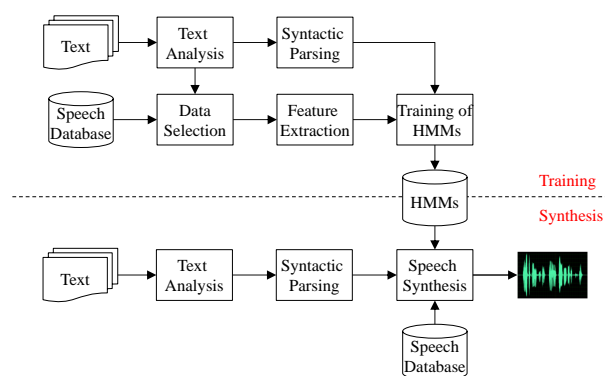 Text
Text
Analysis
Syntactic
Parsing
Speech
Database
Data
Selection
Feature
Extraction
Training of
HMMs
HMMs
Training
Synthesis
Text
Text
Analysis
Syntactic
Parsing
Speech
Synthesis
Speech
Database